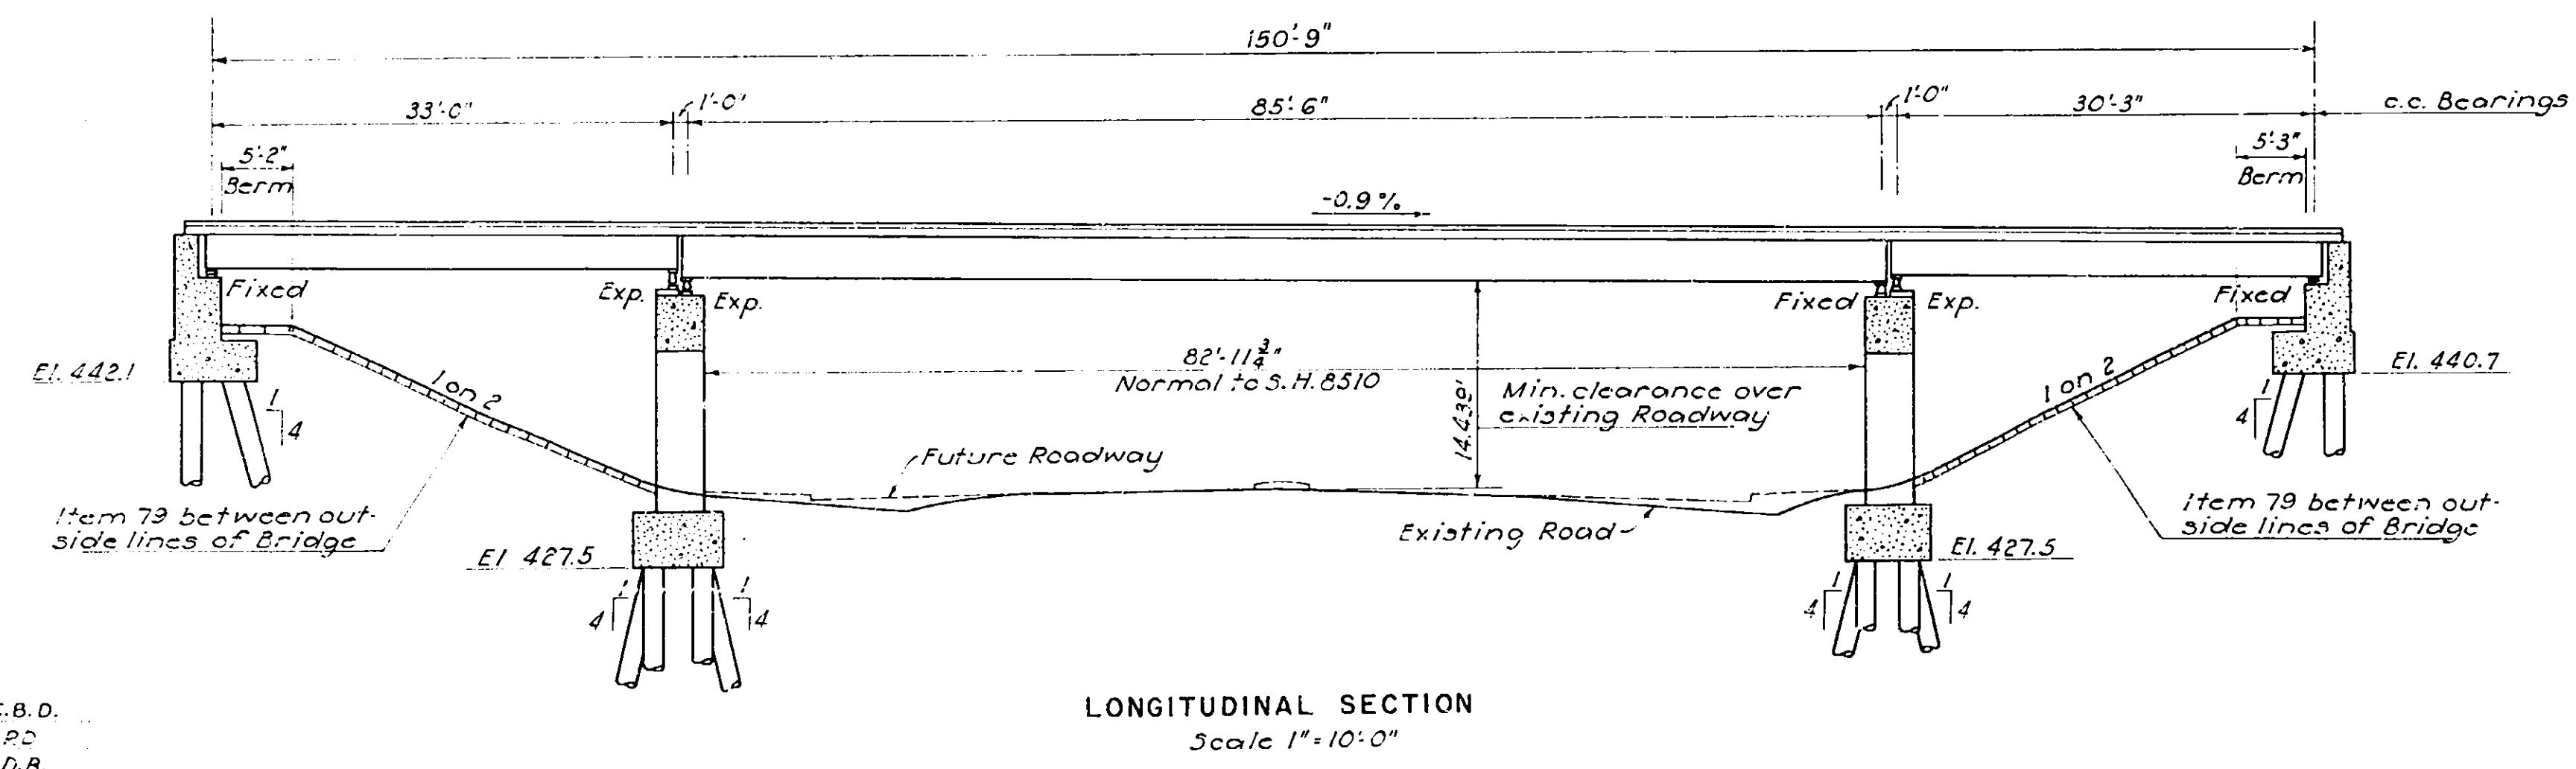 150'-9"
33'-0"
1'-0"
85'-6"
1'-0"
30'-3"
c.c. Bearings
5'-2"
Berm
5'-3"
Berm
-0.9%
Fixed
Exp.
Exp.
Fixed
Exp.
Fixed
El. 442.1
1 on 2
82'-11 3/4"
Normal to S.H. 8510
14.439'
Min. clearance over
existing Roadway
1 on 2
El. 440.7
1
4
1
4
Future Roadway
Item 79 between out-
side lines of Bridge
Existing Road
Item 79 between out-
side lines of Bridge
El 427.5
El. 427.5
1
4
1
4
1
4
1
4
LONGITUDINAL SECTION
Scale 1" = 10'-0"
.B.D.
P.D
D.B.